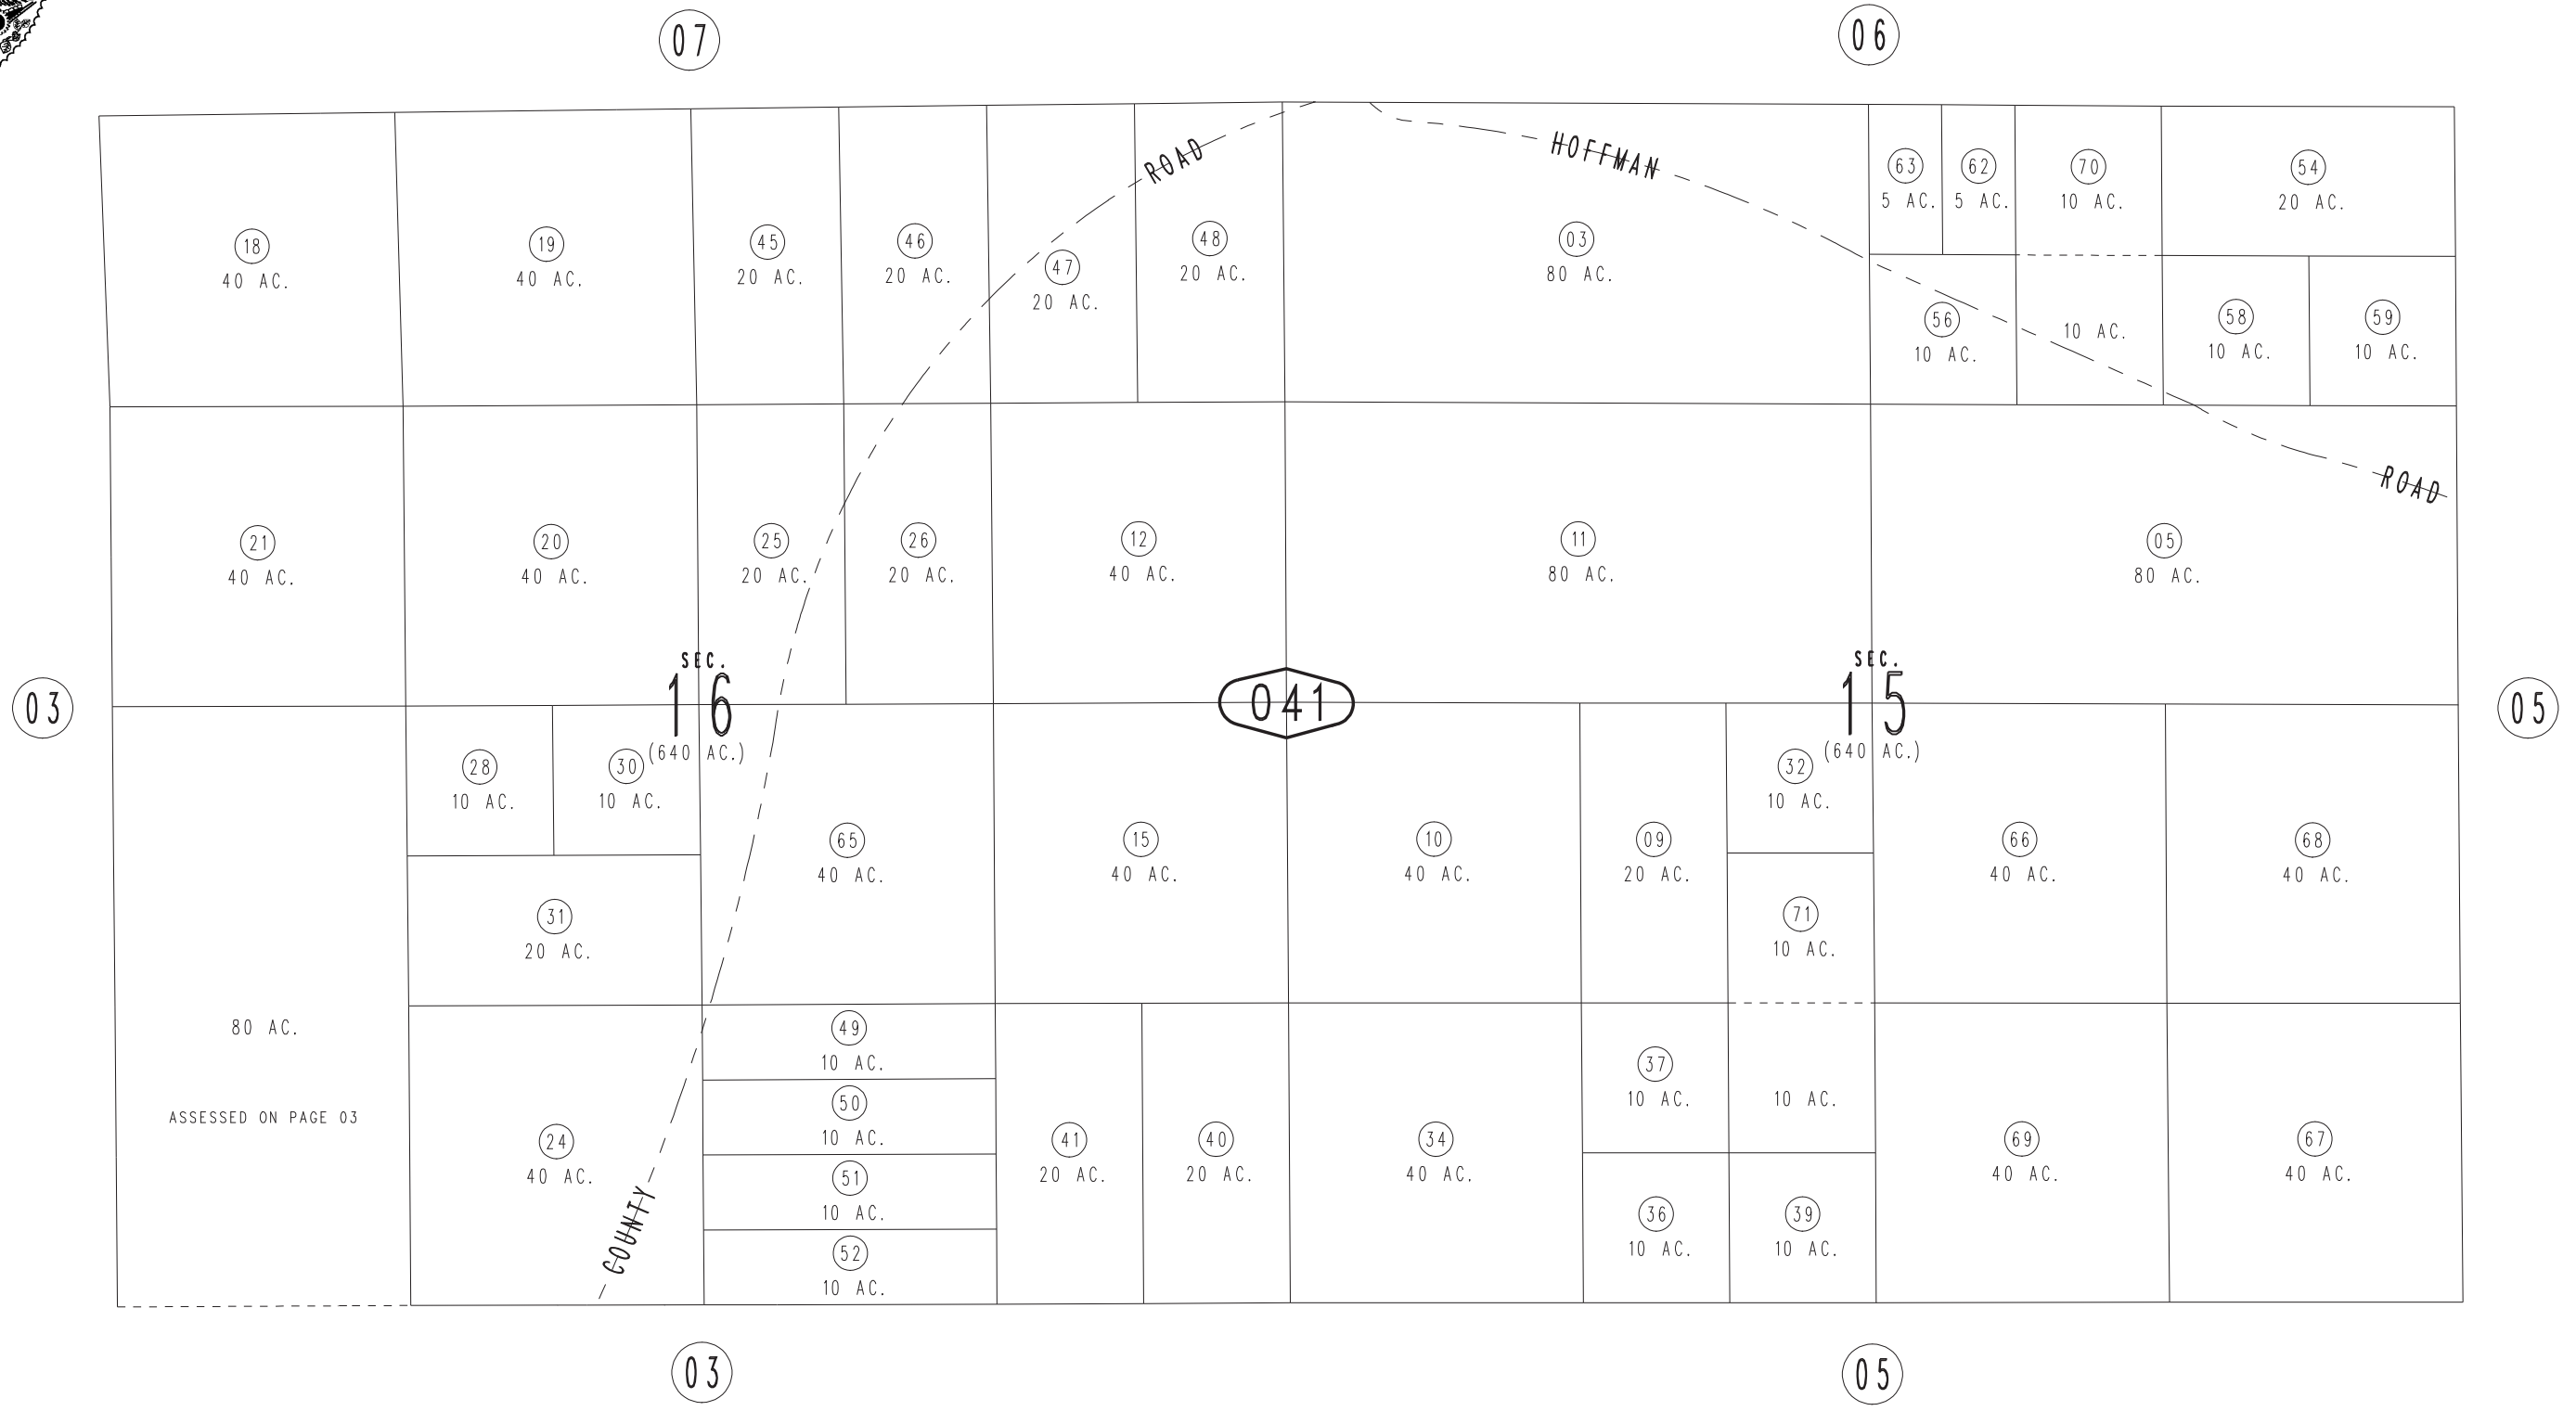 07
06
18
40 AC.
19
40 AC.
45
20 AC.
46
20 AC.
47
20 AC.
48
20 AC.
ROAD
03
80 AC.
HOFFMAN
63
5 AC.
62
5 AC.
70
10 AC.
54
20 AC.
56
10 AC.
10 AC.
58
10 AC.
59
10 AC.
ROAD
21
40 AC.
20
40 AC.
25
20 AC.
26
20 AC.
12
40 AC.
11
80 AC.
05
80 AC.
03
SEC.
16
(640 AC.)
041
SEC.
15
(640 AC.)
05
28
10 AC.
30
10 AC.
31
20 AC.
65
40 AC.
15
40 AC.
10
40 AC.
09
20 AC.
32
10 AC.
71
10 AC.
66
40 AC.
68
40 AC.
80 AC.
ASSESSED ON PAGE 03
24
40 AC.
COUNTY
49
10 AC.
50
10 AC.
51
10 AC.
52
10 AC.
41
20 AC.
40
20 AC.
34
40 AC.
37
10 AC.
10 AC.
36
10 AC.
39
10 AC.
69
40 AC.
67
40 AC.
03
05